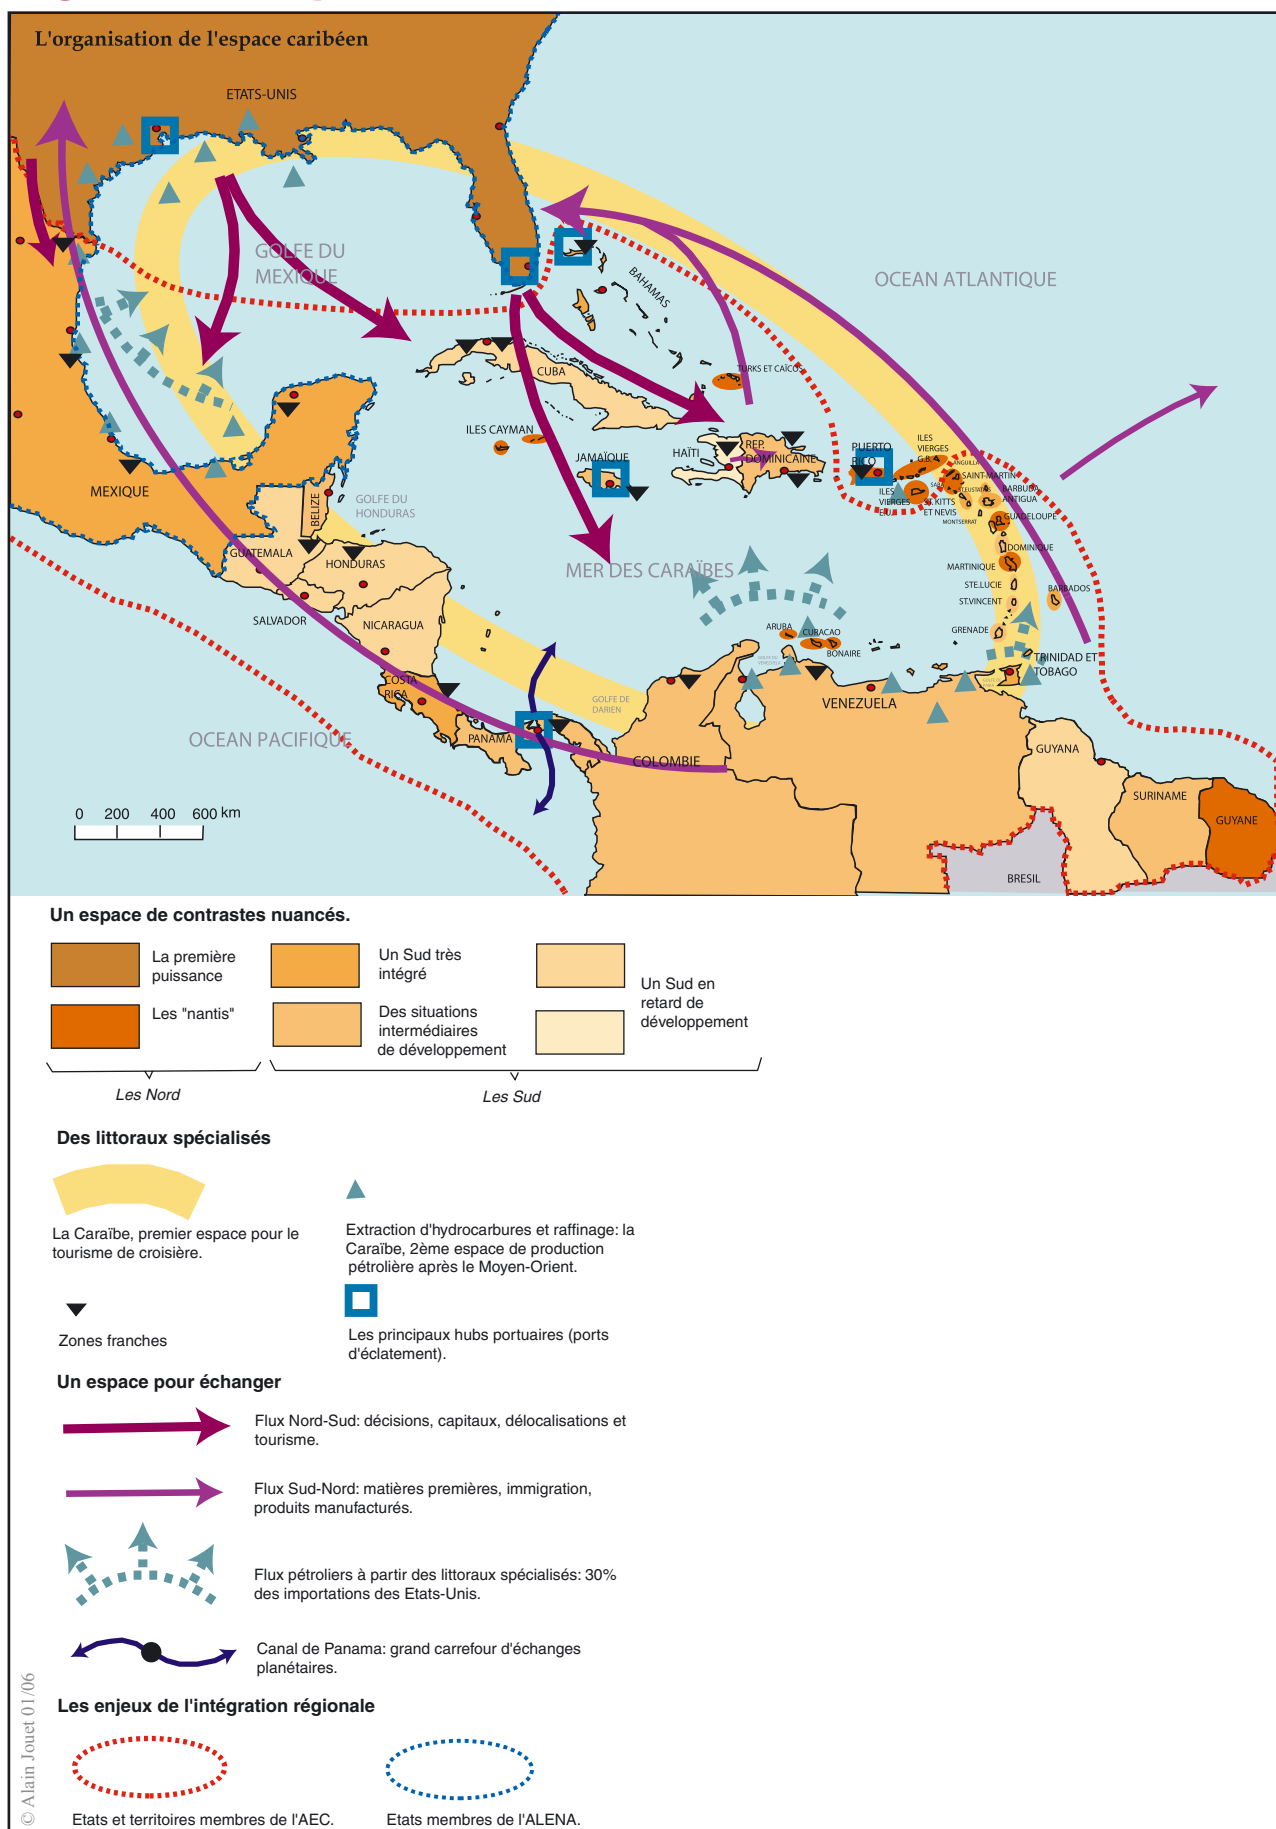 L'organisation de l'espace caribéen
ETATS-UNIS
GOLFE DU
MEXIQUE
OCEAN ATLANTIQUE
BAHAMAS
TURKS ET CAÏCOS
CUBA
ILES CAYMAN
JAMAÏQUE
HAÏTI
REP.
DOMINICAINE
PUERTO
RICO
ILES
VIERGES
G.B.
ILES
VIERGES
E.U.
ANGUILLA
SAINT-MARTIN
SABA
ST.EUSTATIUS
ST.KITTS
ET NEVIS
BARBUDA
ANTIGUA
MONTSERRAT
GUADELOUPE
DOMINIQUE
MARTINIQUE
STE.LUCIE
ST.VINCENT
BARBADOS
GRENADE
TRINIDAD ET
TOBAGO
MEXIQUE
BELIZE
GOLFE DU
HONDURAS
GUATEMALA
HONDURAS
SALVADOR
NICARAGUA
COSTA
RICA
PANAMA
MER DES CARAÏBES
ARUBA
CURACAO
BONAIRE
GOLFE DU
VENEZUELA
GOLFE DE
DARIEN
VENEZUELA
COLOMBIE
OCEAN PACIFIQUE
GUYANA
SURINAME
GUYANE
BRESIL
0 200 400 600 km
Un espace de contrastes nuancés.
La première
puissance
Les "nantis"
Un Sud très
intégré
Des situations
intermédiaires
de développement
Un Sud en
retard de
développement
Les Nord
Les Sud
Des littoraux spécialisés
La Caraïbe, premier espace pour le
tourisme de croisière.
Extraction d'hydrocarbures et raffinage: la
Caraïbe, 2ème espace de production
pétrolière après le Moyen-Orient.
Zones franches
Les principaux hubs portuaires (ports
d'éclatement).
Un espace pour échanger
Flux Nord-Sud: décisions, capitaux, délocalisations et
tourisme.
Flux Sud-Nord: matières premières, immigration,
produits manufacturés.
Flux pétroliers à partir des littoraux spécialisés: 30%
des importations des Etats-Unis.
Canal de Panama: grand carrefour d'échanges
planétaires.
Les enjeux de l'intégration régionale
Etats et territoires membres de l'AEC.
Etats membres de l'ALENA.
© Alain Jouet 01/06